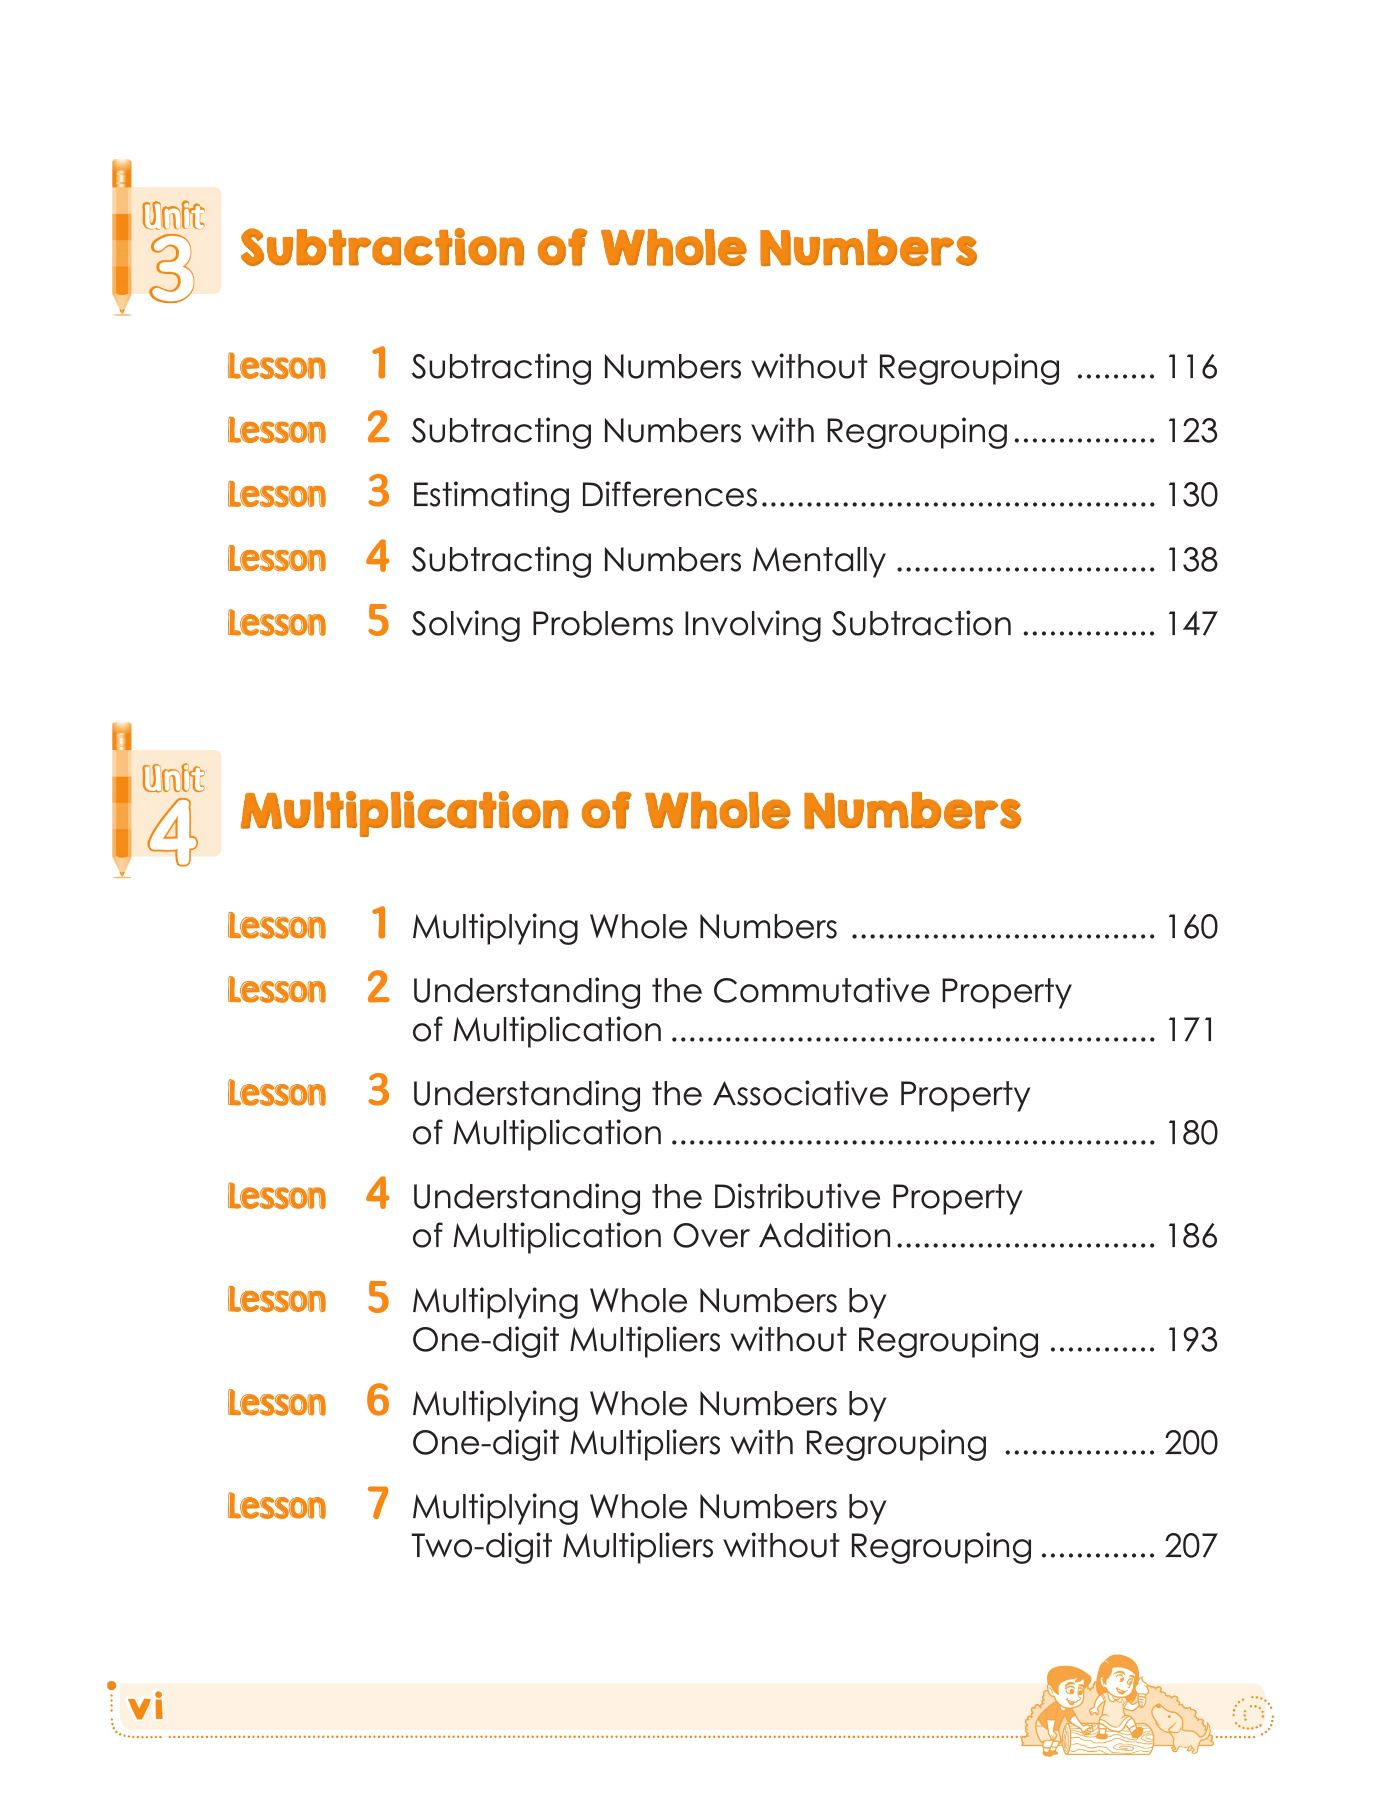 Unit
3
Subtraction of Whole Numbers
Lesson 1 Subtracting Numbers without Regrouping ......... 116
Lesson 2 Subtracting Numbers with Regrouping................ 123
Lesson 3 Estimating Differences............................................ 130
Lesson 4 Subtracting Numbers Mentally ............................. 138
Lesson 5 Solving Problems Involving Subtraction ............... 147
Unit
4
Multiplication of Whole Numbers
Lesson 1 Multiplying Whole Numbers .................................. 160
Lesson 2 Understanding the Commutative Property
of Multiplication ...................................................... 171
Lesson 3 Understanding the Associative Property
of Multiplication ...................................................... 180
Lesson 4 Understanding the Distributive Property
of Multiplication Over Addition............................. 186
Lesson 5 Multiplying Whole Numbers by
One-digit Multipliers without Regrouping ............ 193
Lesson 6 Multiplying Whole Numbers by
One-digit Multipliers with Regrouping ................. 200
Lesson 7 Multiplying Whole Numbers by
Two-digit Multipliers without Regrouping ............. 207
vi